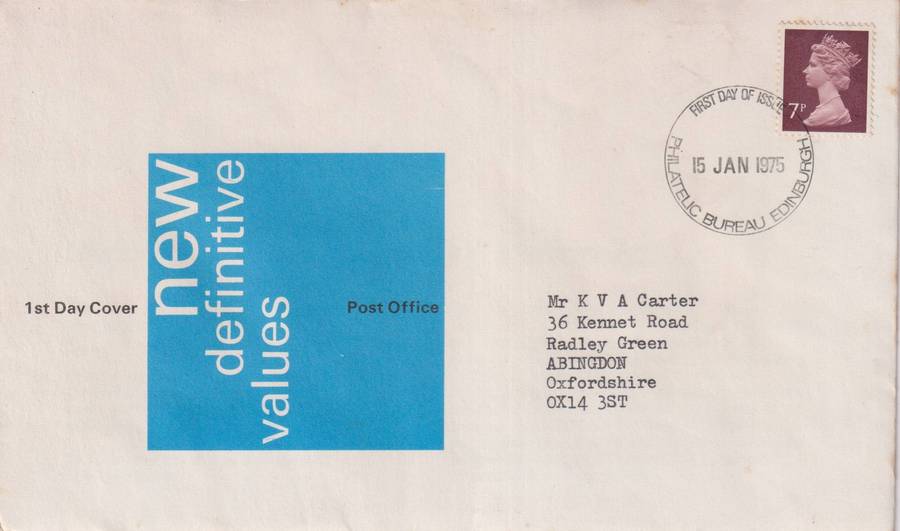 7P
FIRST DAY OF ISSUE
15 JAN 1975
PHILATELIC BUREAU EDINBURGH
new
definitive
values
1st Day Cover
Post Office
Mr K V A Carter
36 Kennet Road
Radley Green
ABINGDON
Oxfordshire
OX14 3ST